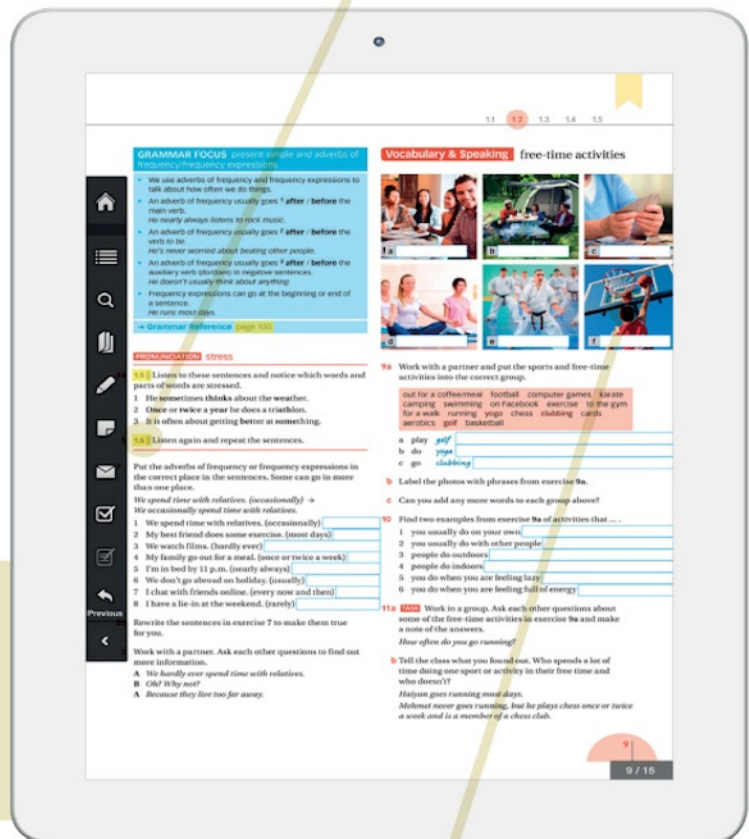 1.1 1.2 1.3 1.4 1.5
GRAMMAR FOCUS present simple and adverbs of
frequency/frequency expressions
• We use adverbs of frequency and frequency expressions to
talk about how often we do things.
• An adverb of frequency usually goes ¹ after / before the
main verb.
He nearly always listens to rock music.
• An adverb of frequency usually goes ² after / before the
verb to be.
He's never worried about beating other people.
• An adverb of frequency usually goes ³ after / before the
auxiliary verb (do/does) in negative sentences.
He doesn't usually think about anything.
• Frequency expressions can go at the beginning or end of
a sentence.
He runs most days.
→ Grammar Reference page 135
PRONUNCIATION stress
1.5 Listen to these sentences and notice which words and
parts of words are stressed.
1 He sometimes thinks about the weather.
2 Once or twice a year he does a triathlon.
3 It is often about getting better at something.
1.6 Listen again and repeat the sentences.
Put the adverbs of frequency or frequency expressions in
the correct place in the sentences. Some can go in more
than one place.
We spend time with relatives. (occasionally) →
We occasionally spend time with relatives.
1 We spend time with relatives. (occasionally)
2 My best friend does some exercise. (most days)
3 We watch films. (hardly ever)
4 My family go out for a meal. (once or twice a week)
5 I'm in bed by 11 p.m. (nearly always)
6 We don't go abroad on holiday. (usually)
7 I chat with friends online. (every now and then)
8 I have a lie-in at the weekend. (rarely)
Rewrite the sentences in exercise 7 to make them true
for you.
Work with a partner. Ask each other questions to find out
more information.
A We hardly ever spend time with relatives.
B Oh? Why not?
A Because they live too far away.
Previous
Vocabulary & Speaking free-time activities
a
b
c
d
e
f
9a Work with a partner and put the sports and free-time
activities into the correct group.
out for a coffee/meal football computer games karate
camping swimming on Facebook exercise to the gym
for a walk running yoga chess clubbing cards
aerobics golf basketball
a play golf
b do yoga
c go clubbing
b Label the photos with phrases from exercise 9a.
c Can you add any more words to each group above?
10 Find two examples from exercise 9a of activities that ... .
1 you usually do on your own
2 you usually do with other people
3 people do outdoors
4 people do indoors
5 you do when you are feeling lazy
6 you do when you are feeling full of energy
11a TASK Work in a group. Ask each other questions about
some of the free-time activities in exercise 9a and make
a note of the answers.
How often do you go running?
b Tell the class what you found out. Who spends a lot of
time doing one sport or activity in their free time and
who doesn't?
Haiyan goes running most days.
Mehmet never goes running, but he plays chess once or twice
a week and is a member of a chess club.
9
9 / 15